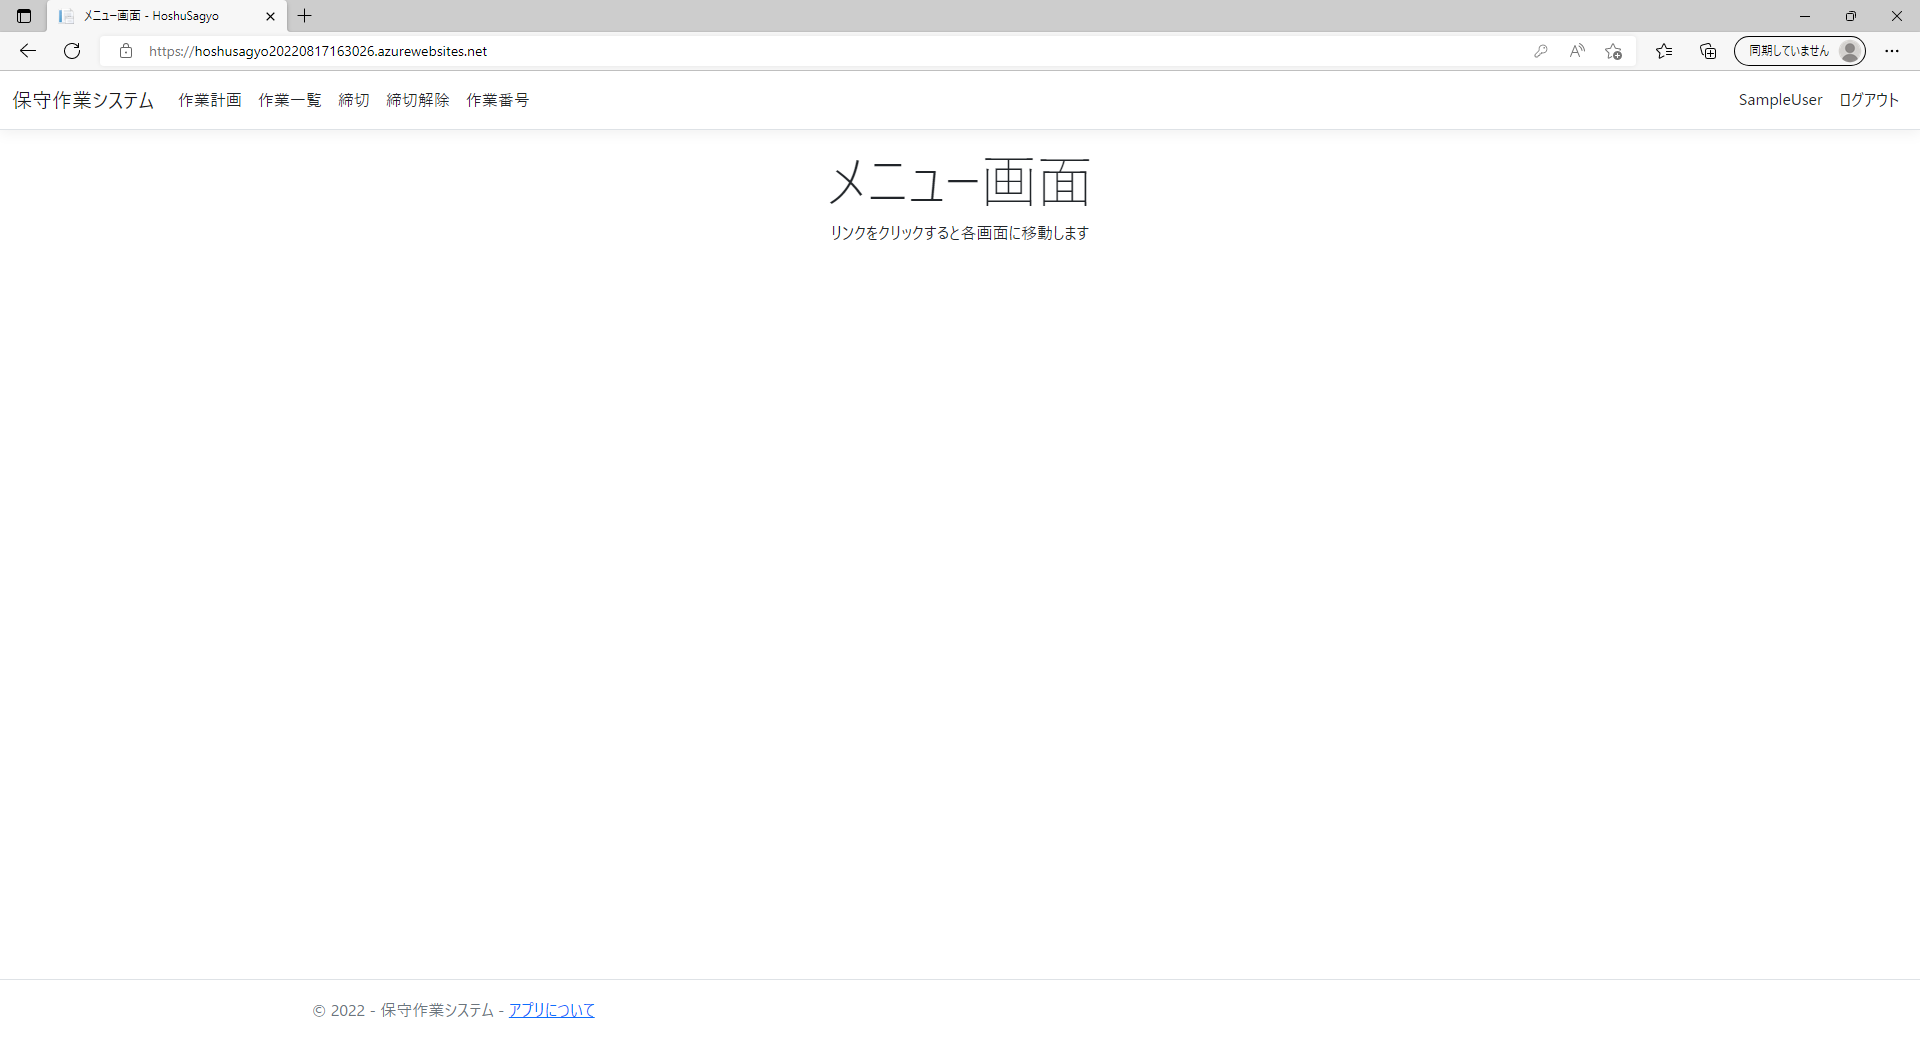 メニュー画面 - HoshuSagyo
https://hoshusagyo20220817163026.azurewebsites.net
同期していません
保守作業システム 作業計画 作業一覧 締切 締切解除 作業番号 SampleUser ログアウト
メニュー画面
リンクをクリックすると各画面に移動します
© 2022 - 保守作業システム - アプリについて